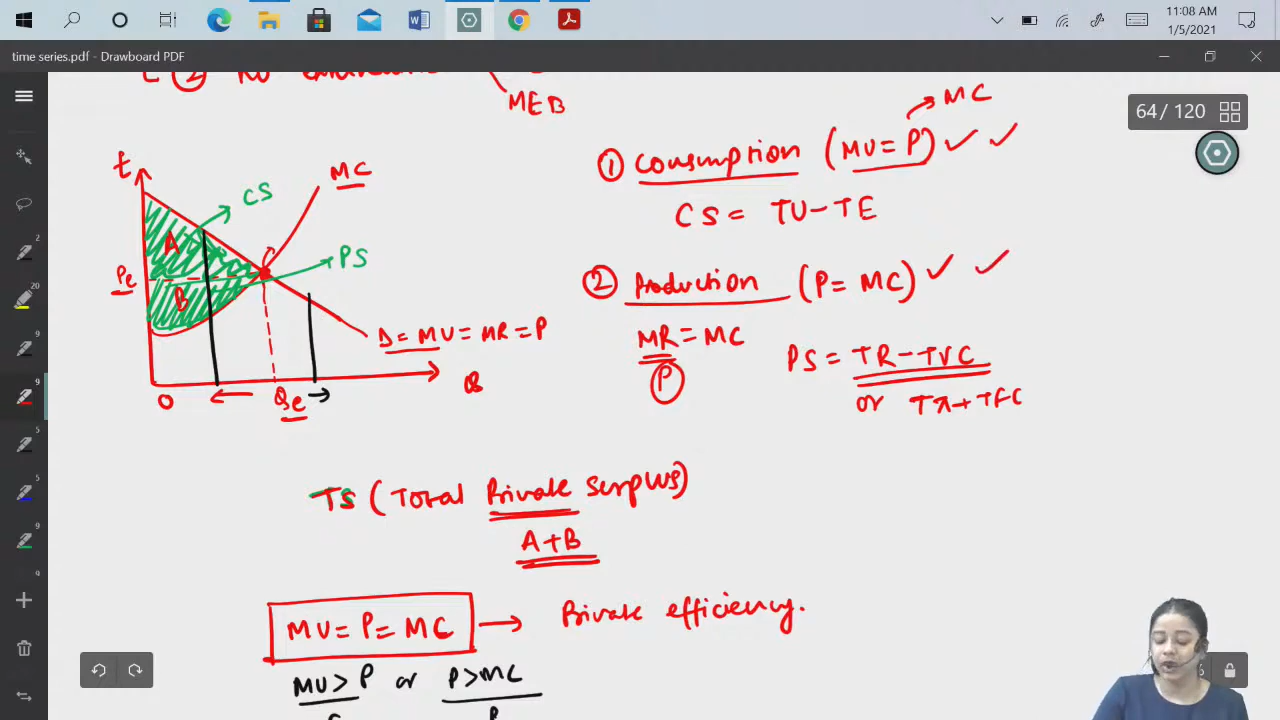 11:08 AM
1/5/2021
time series.pdf - Drawboard PDF
64 / 120
MEB
MC
① Consumption (MU = P)
CS = TU - TE
② Production (P = MC)
MR = MC
P
PS = TR - TVC
or Tπ + TFC
t
MC
CS
A
PS
Pe
B
D = MU = MR = P
O
Qe
Q
TS (Total Private Surplus)
A+B
MU = P = MC → Private efficiency.
MU > P or P > MC